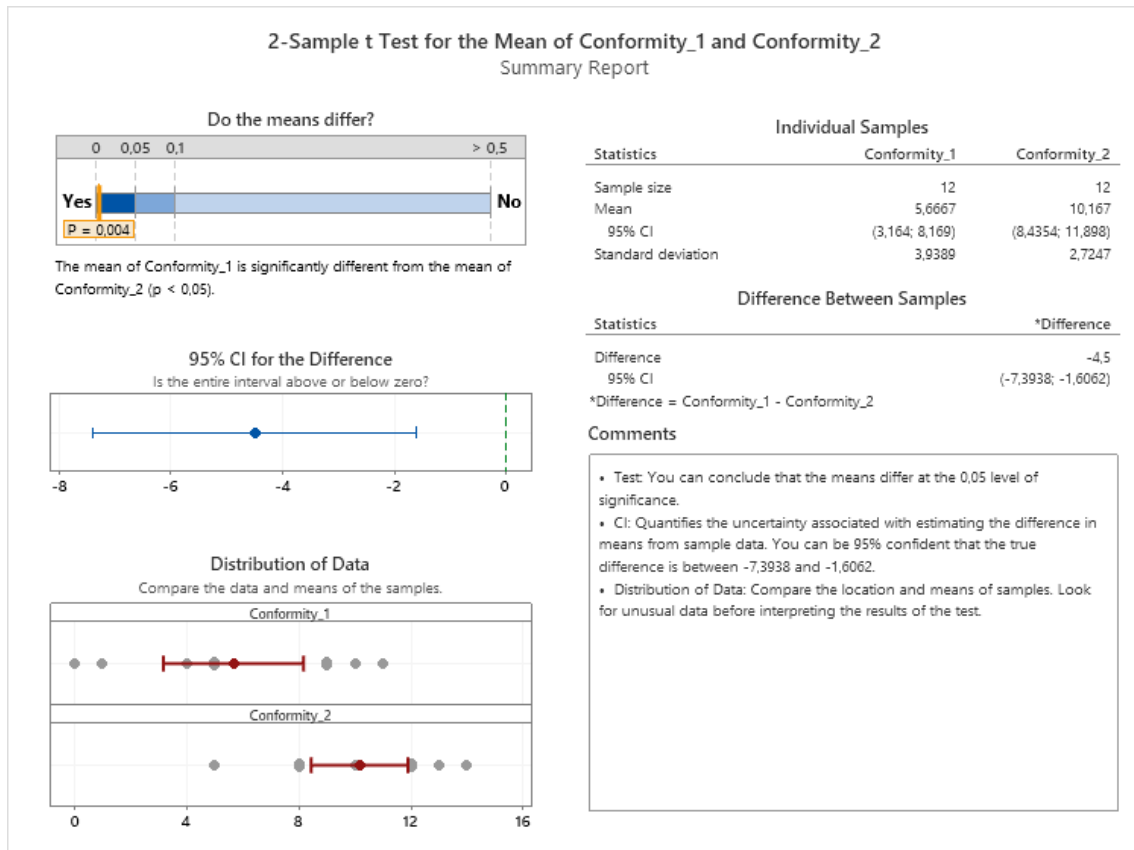 2-Sample t Test for the Mean of Conformity_1 and Conformity_2
Summary Report
Do the means differ?
0 0,05 0,1 > 0,5
Yes No
P = 0,004
The mean of Conformity_1 is significantly different from the mean of
Conformity_2 (p < 0,05).
95% CI for the Difference
Is the entire interval above or below zero?
-8 -6 -4 -2 0
Distribution of Data
Compare the data and means of the samples.
Conformity_1
Conformity_2
0 4 8 12 16
Individual Samples
Statistics Conformity_1 Conformity_2
Sample size 12 12
Mean 5,6667 10,167
95% CI (3,164; 8,169) (8,4354; 11,898)
Standard deviation 3,9389 2,7247
Difference Between Samples
Statistics *Difference
Difference -4,5
95% CI (-7,3938; -1,6062)
*Difference = Conformity_1 - Conformity_2
Comments
• Test: You can conclude that the means differ at the 0,05 level of
significance.
• CI: Quantifies the uncertainty associated with estimating the difference in
means from sample data. You can be 95% confident that the true
difference is between -7,3938 and -1,6062.
• Distribution of Data: Compare the location and means of samples. Look
for unusual data before interpreting the results of the test.